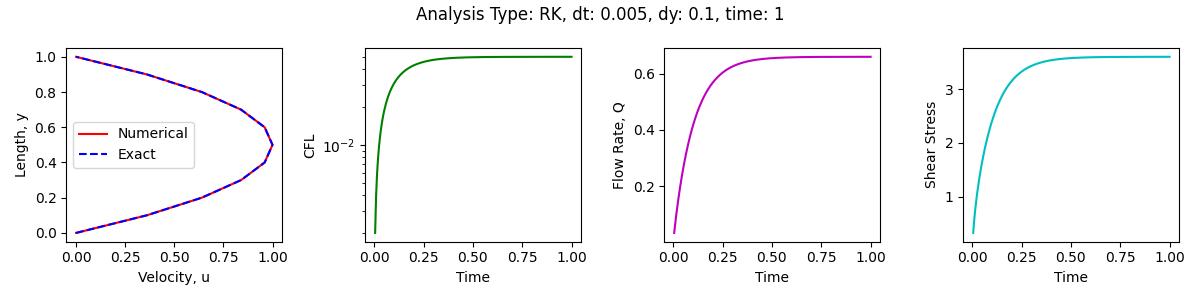 Analysis Type: RK, dt: 0.005, dy: 0.1, time: 1
Length, y
1.0
0.8
0.6
0.4
0.2
0.0
Numerical
Exact
0.00 0.25 0.50 0.75 1.00
Velocity, u
CFL
10⁻²
0.00 0.25 0.50 0.75 1.00
Time
Flow Rate, Q
0.6
0.4
0.2
0.00 0.25 0.50 0.75 1.00
Time
Shear Stress
3
2
1
0.00 0.25 0.50 0.75 1.00
Time